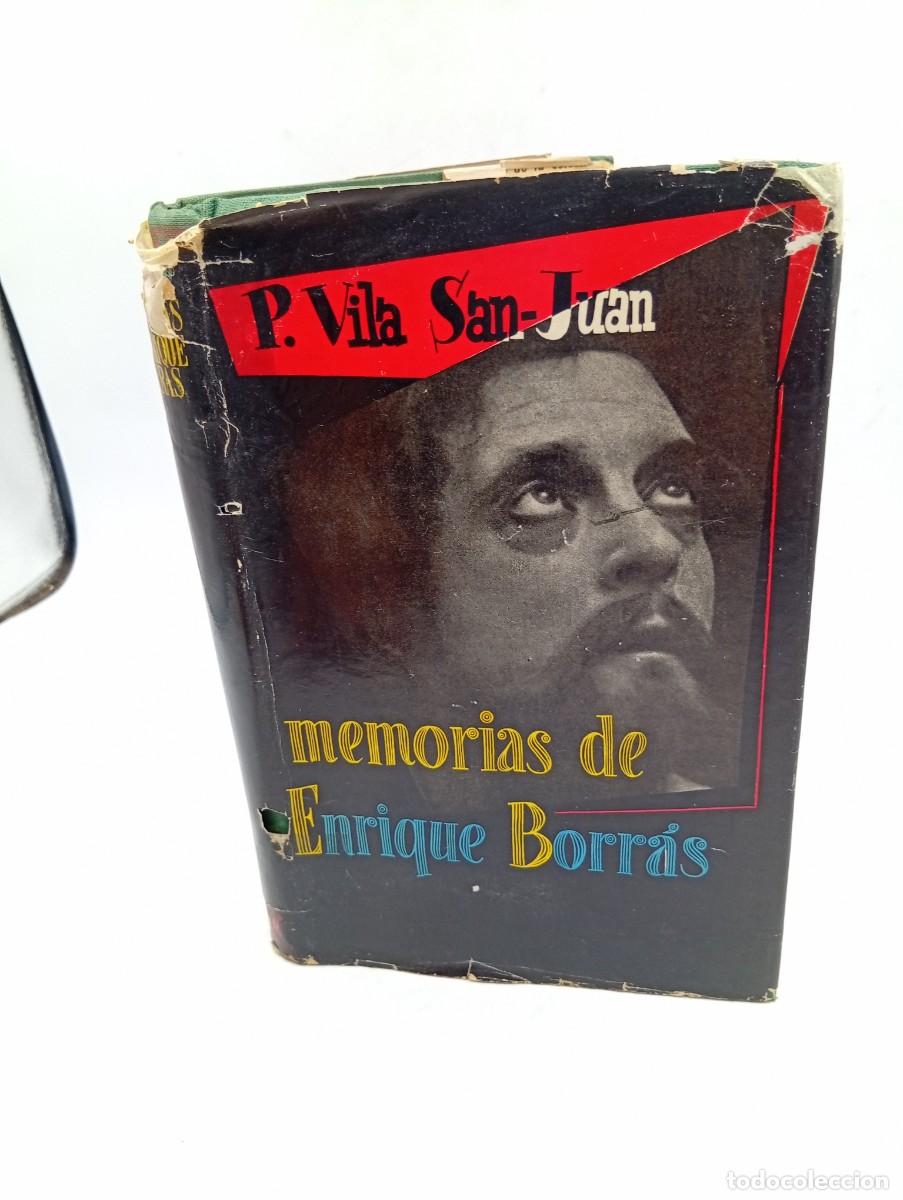 P. Vila San-Juan
memorias de
Enrique Borrás
todocoleccion